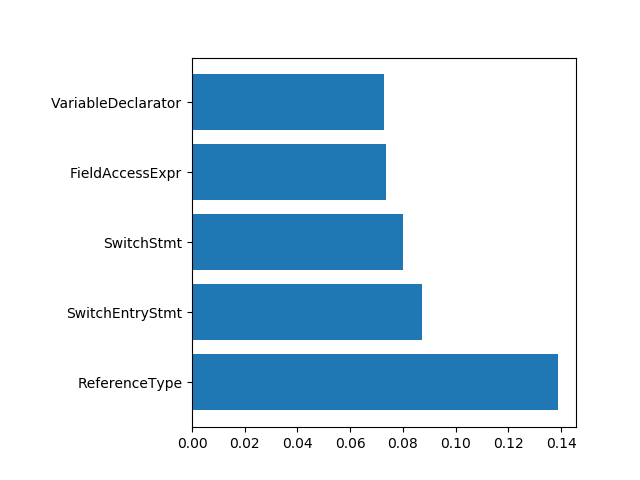 VariableDeclarator
FieldAccessExpr
SwitchStmt
SwitchEntryStmt
ReferenceType
0.00 0.02 0.04 0.06 0.08 0.10 0.12 0.14